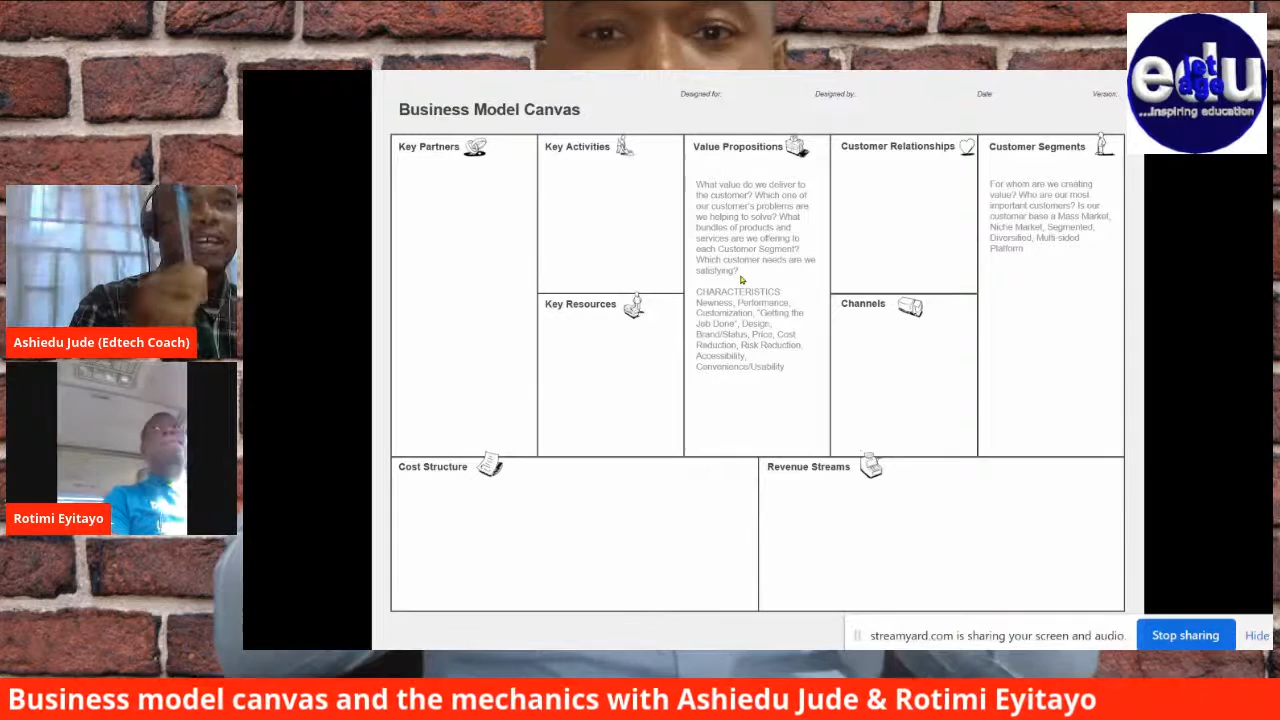 edu
jet
age
...inspiring education
Designed for:
Designed by:
Date
Version:
Business Model Canvas
Key Partners
Key Activities
Value Propositions
Customer Relationships
Customer Segments
What value do we deliver to
the customer? Which one of
our customer's problems are
we helping to solve? What
bundles of products and
services are we offering to
each Customer Segment?
Which customer needs are we
satisfying?
CHARACTERISTICS:
Newness, Performance,
Customization, "Getting the
Job Done", Design,
Brand/Status, Price, Cost
Reduction, Risk Reduction,
Accessibility,
Convenience/Usability
For whom are we creating
value? Who are our most
important customers? Is our
customer base a Mass Market,
Niche Market, Segmented,
Diversified, Multi-sided
Platform
Key Resources
Channels
Cost Structure
Revenue Streams
Ashiedu Jude (Edtech Coach)
Rotimi Eyitayo
streamyard.com is sharing your screen and audio.
Stop sharing
Hide
Business model canvas and the mechanics with Ashiedu Jude & Rotimi Eyitayo